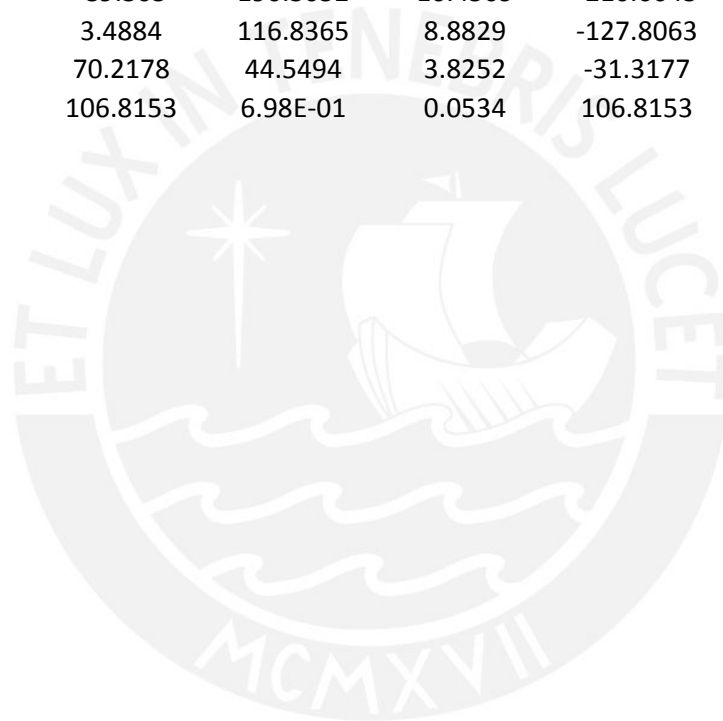 3.4884 116.8365 8.8829 -127.8063
70.2178 44.5494 3.8252 -31.3177
106.8153 6.98E-01 0.0534 106.8153
ET LUX IN TENEBRIS LUCET
MCMXVII